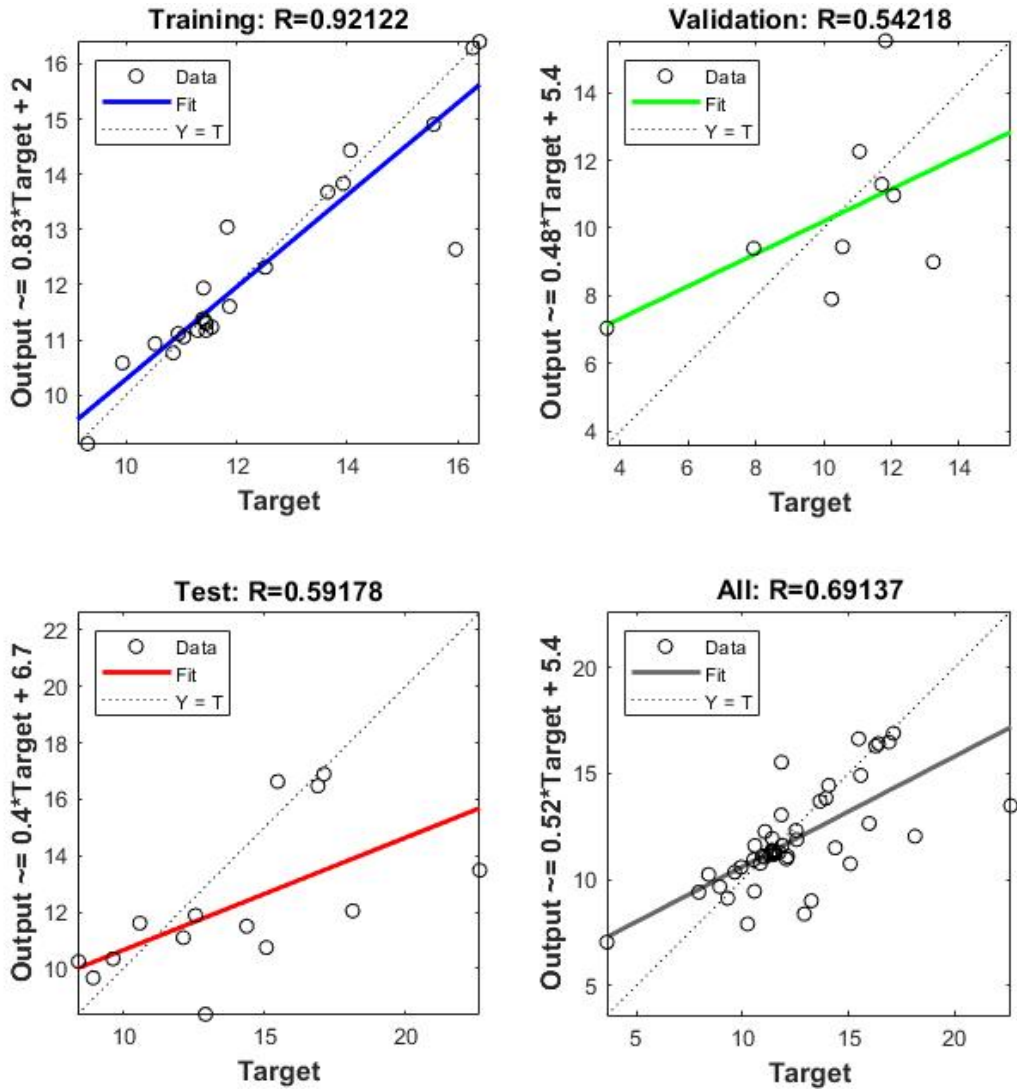 Training: R=0.92122
Output ~= 0.83*Target + 2
16
15
14
13
12
11
10
Data
Fit
Y = T
10
12
14
16
Target
Validation: R=0.54218
Output ~= 0.48*Target + 5.4
14
12
10
8
6
4
Data
Fit
Y = T
4
6
8
10
12
14
Target
Test: R=0.59178
Output ~= 0.4*Target + 6.7
22
20
18
16
14
12
10
Data
Fit
Y = T
10
15
20
Target
All: R=0.69137
Output ~= 0.52*Target + 5.4
20
15
10
5
Data
Fit
Y = T
5
10
15
20
Target